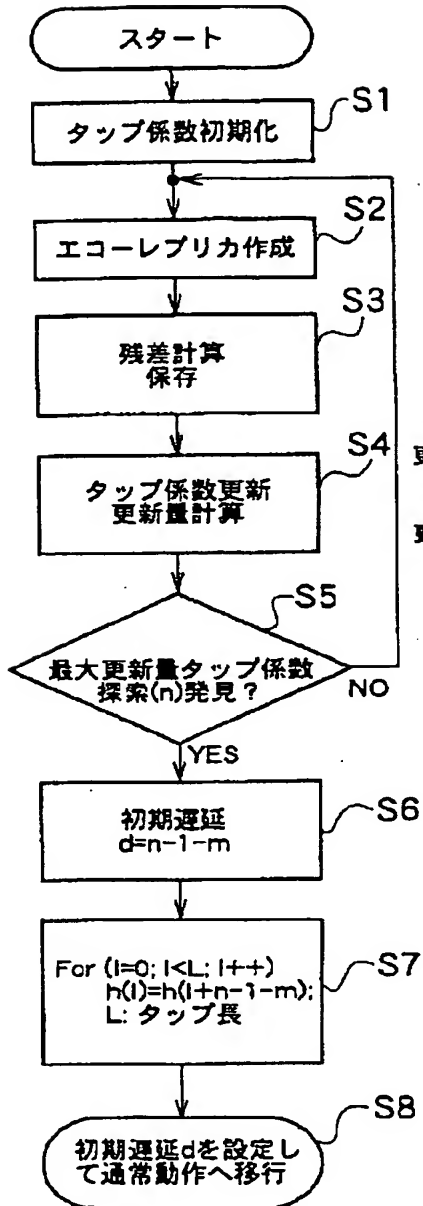 スタート
タップ係数初期化
S1
エコーレプリカ作成
S2
残差計算
保存
S3
タップ係数更新
更新量計算
S4
最大更新量タップ係数
探索(n)発見?
S5
NO
YES
初期遅延
d=n-1-m
S6
For (i=0; i<L; i++)
h(i)=h(i+n-1-m);
L: タップ長
S7
初期遅延dを設定し
て通常動作へ移行
S8